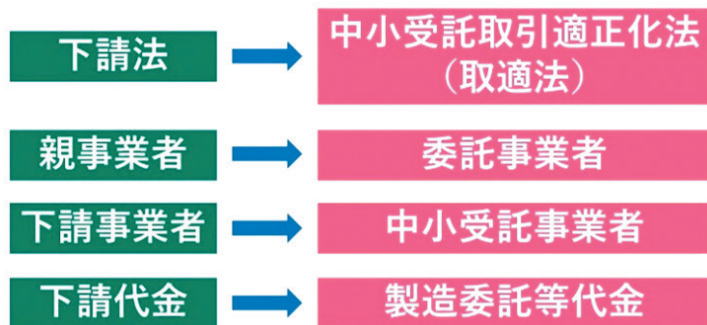 下請法
中小受託取引適正化法
（取適法）
親事業者
委託事業者
下請事業者
中小受託事業者
下請代金
製造委託等代金